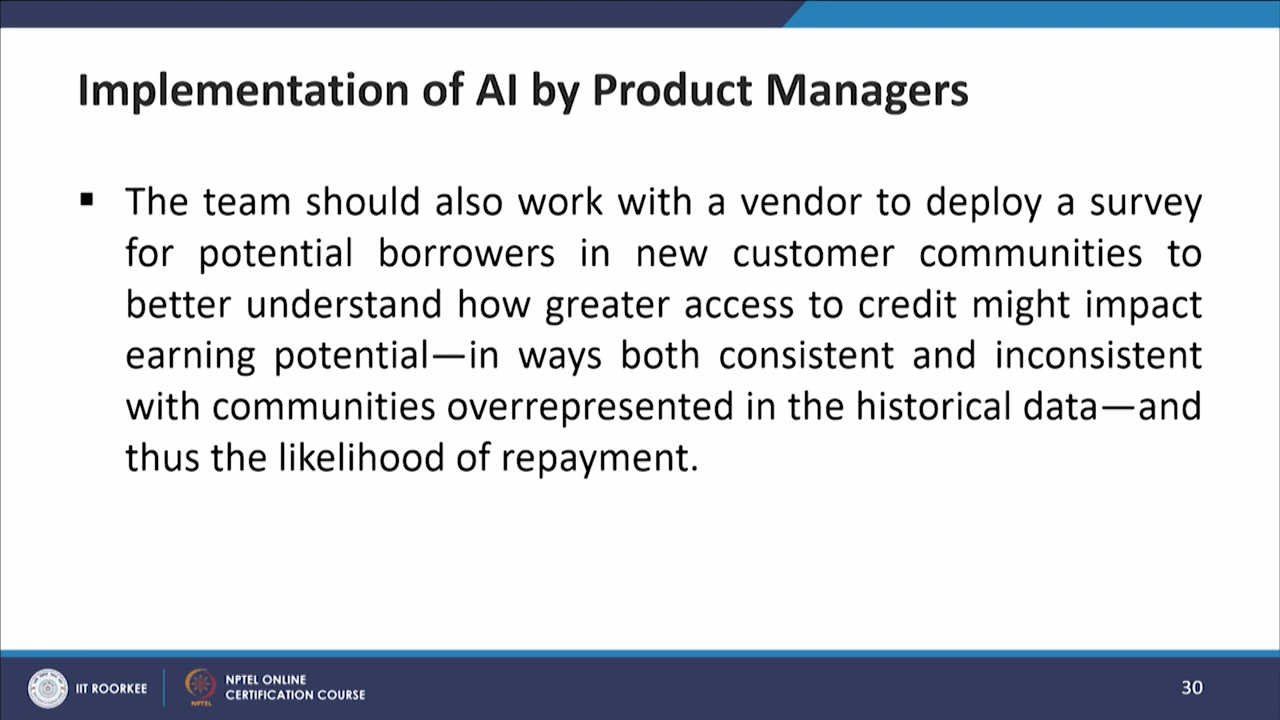 Implementation of AI by Product Managers
▪ The team should also work with a vendor to deploy a survey
for potential borrowers in new customer communities to
better understand how greater access to credit might impact
earning potential—in ways both consistent and inconsistent
with communities overrepresented in the historical data—and
thus the likelihood of repayment.
IIT ROORKEE
NPTEL
NPTEL ONLINE
CERTIFICATION COURSE
30